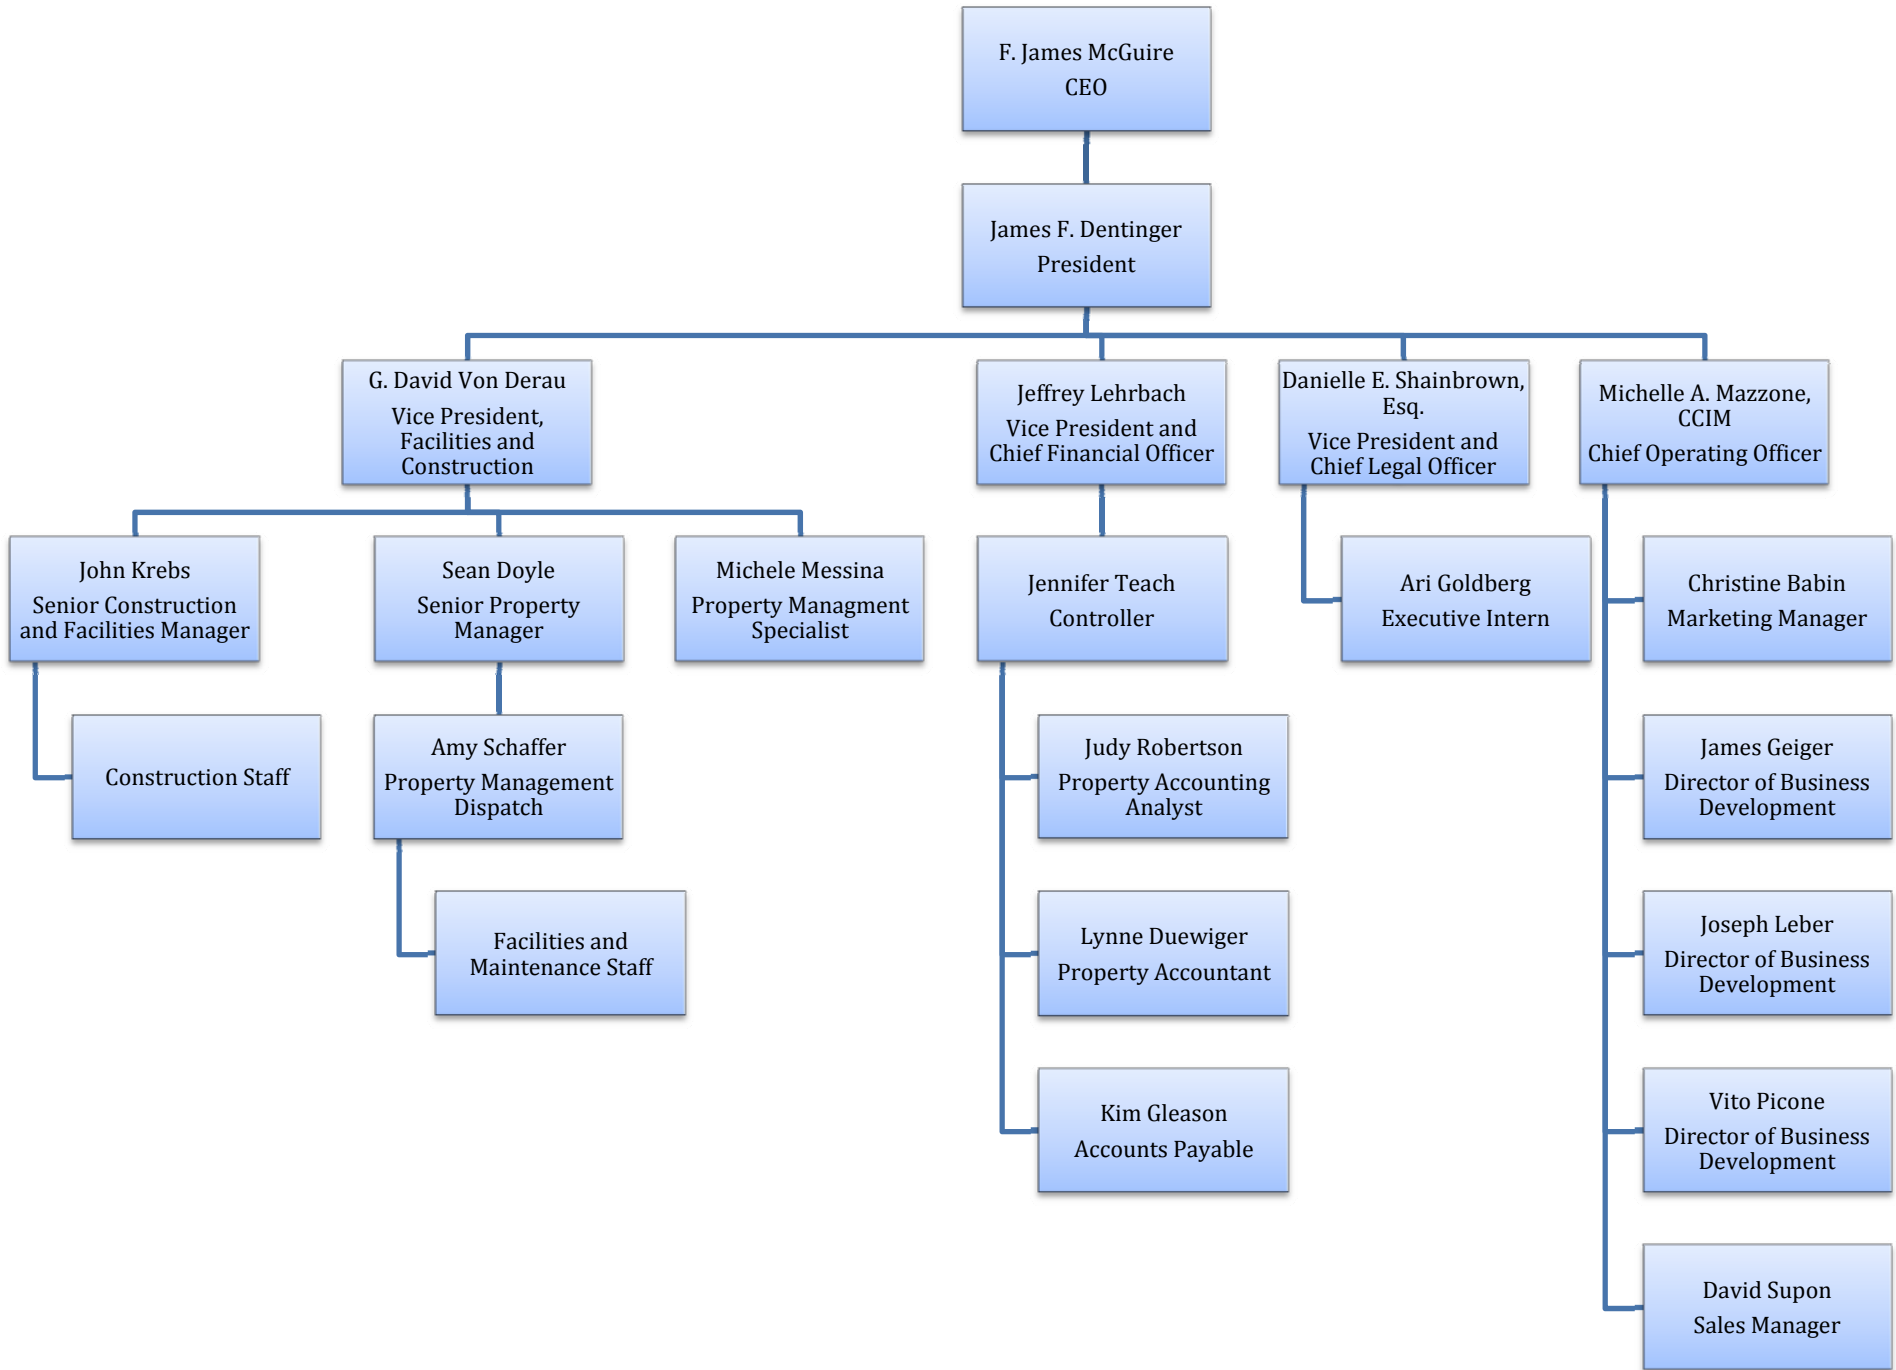 F. James McGuire
CEO
James F. Dentinger
President
G. David Von Derau
Vice President,
Facilities and
Construction
Jeffrey Lehrbach
Vice President and
Chief Financial Officer
Danielle E. Shainbrown,
Esq.
Vice President and
Chief Legal Officer
Michelle A. Mazzone,
CCIM
Chief Operating Officer
John Krebs
Senior Construction
and Facilities Manager
Sean Doyle
Senior Property
Manager
Michele Messina
Property Managment
Specialist
Jennifer Teach
Controller
Ari Goldberg
Executive Intern
Christine Babin
Marketing Manager
Construction Staff
Amy Schaffer
Property Management
Dispatch
Judy Robertson
Property Accounting
Analyst
James Geiger
Director of Business
Development
Facilities and
Maintenance Staff
Lynne Duewiger
Property Accountant
Joseph Leber
Director of Business
Development
Kim Gleason
Accounts Payable
Vito Picone
Director of Business
Development
David Supon
Sales Manager